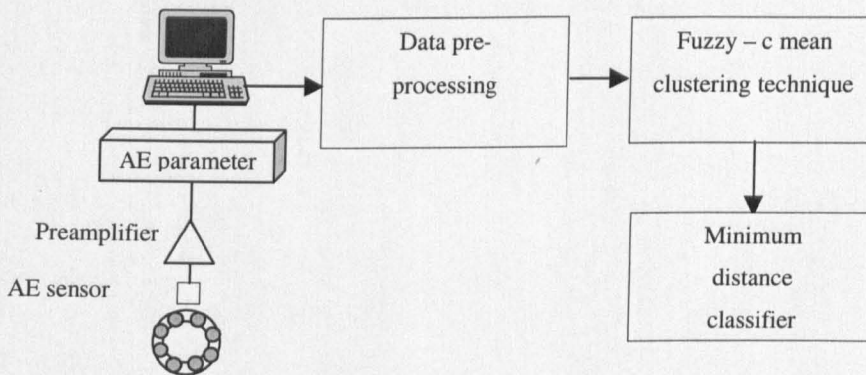 Data pre-
processing
Fuzzy – c mean
clustering technique
AE parameter
Preamplifier
AE sensor
Minimum
distance
classifier